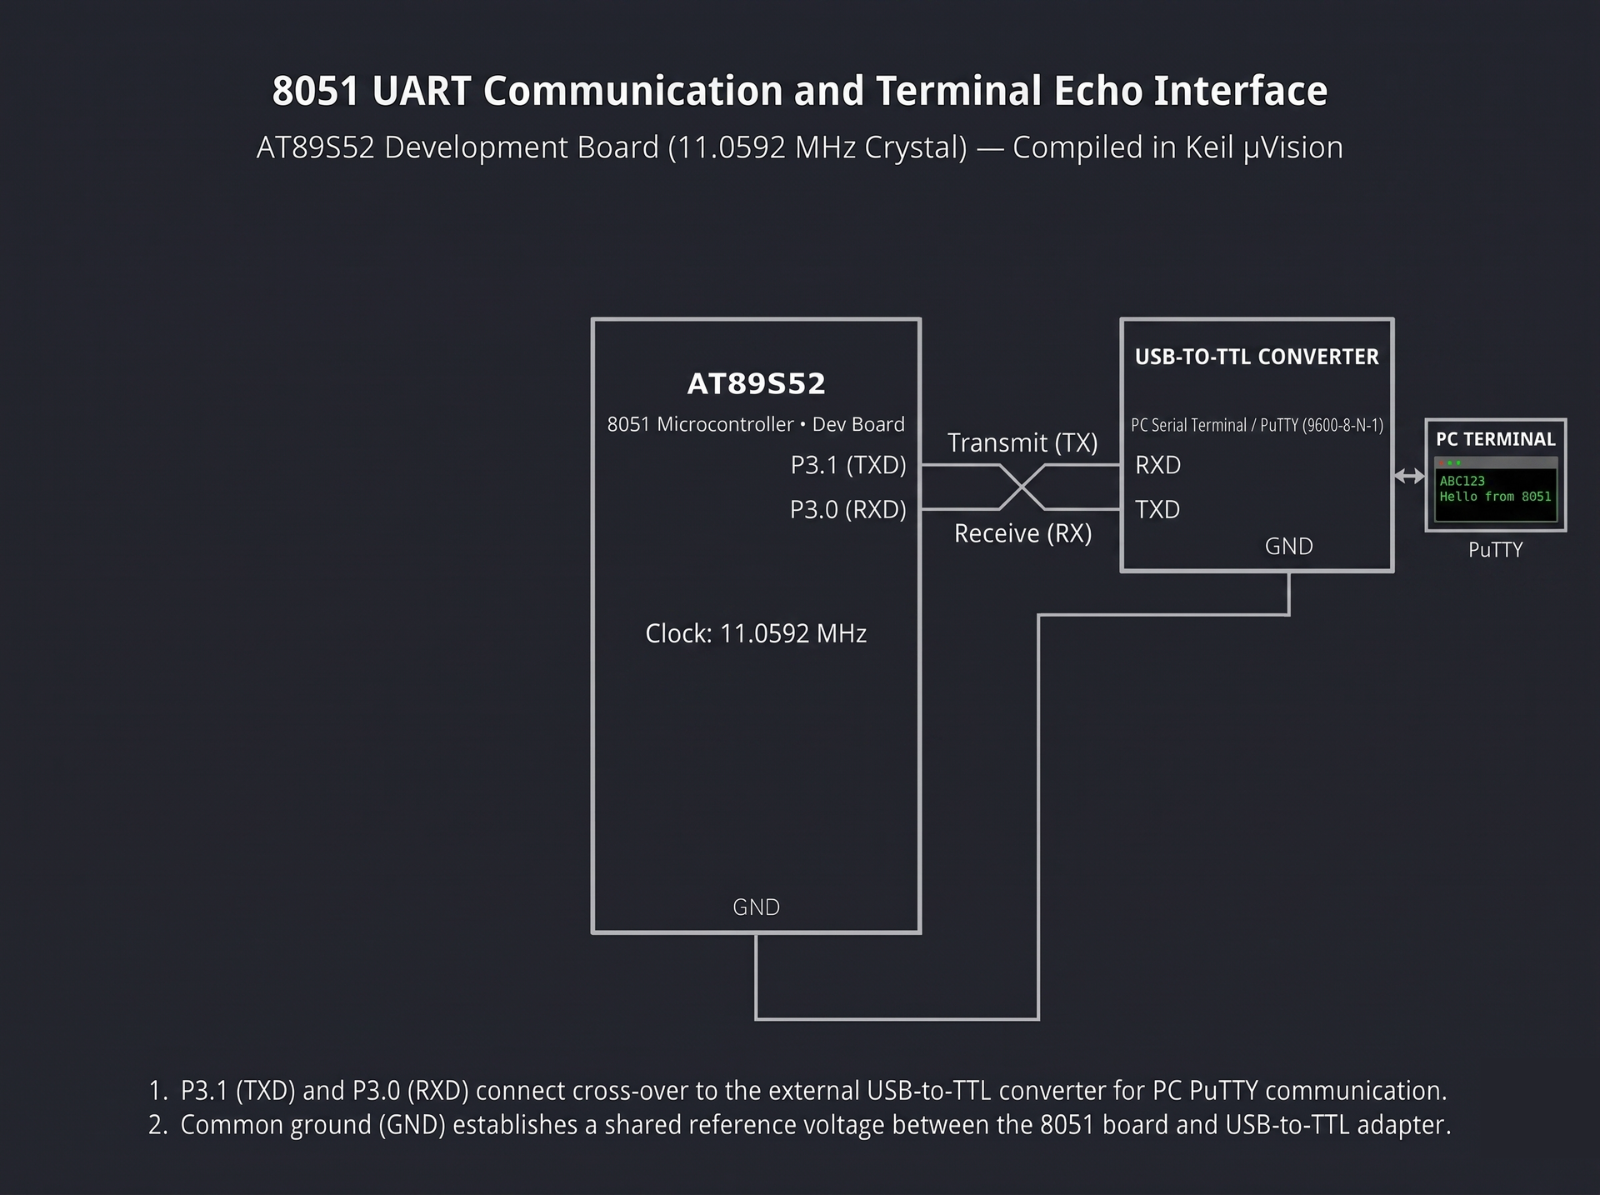 8051 UART Communication and Terminal Echo Interface
AT89S52 Development Board (11.0592 MHz Crystal) — Compiled in Keil µVision
AT89S52
8051 Microcontroller • Dev Board
P3.1 (TXD)
P3.0 (RXD)
Clock: 11.0592 MHz
GND
Transmit (TX)
Receive (RX)
USB-TO-TTL CONVERTER
PC Serial Terminal / PuTTY (9600-8-N-1)
RXD
TXD
GND
PC TERMINAL
ABC123
Hello from 8051
PuTTY
1. P3.1 (TXD) and P3.0 (RXD) connect cross-over to the external USB-to-TTL converter for PC PuTTY communication.
2. Common ground (GND) establishes a shared reference voltage between the 8051 board and USB-to-TTL adapter.